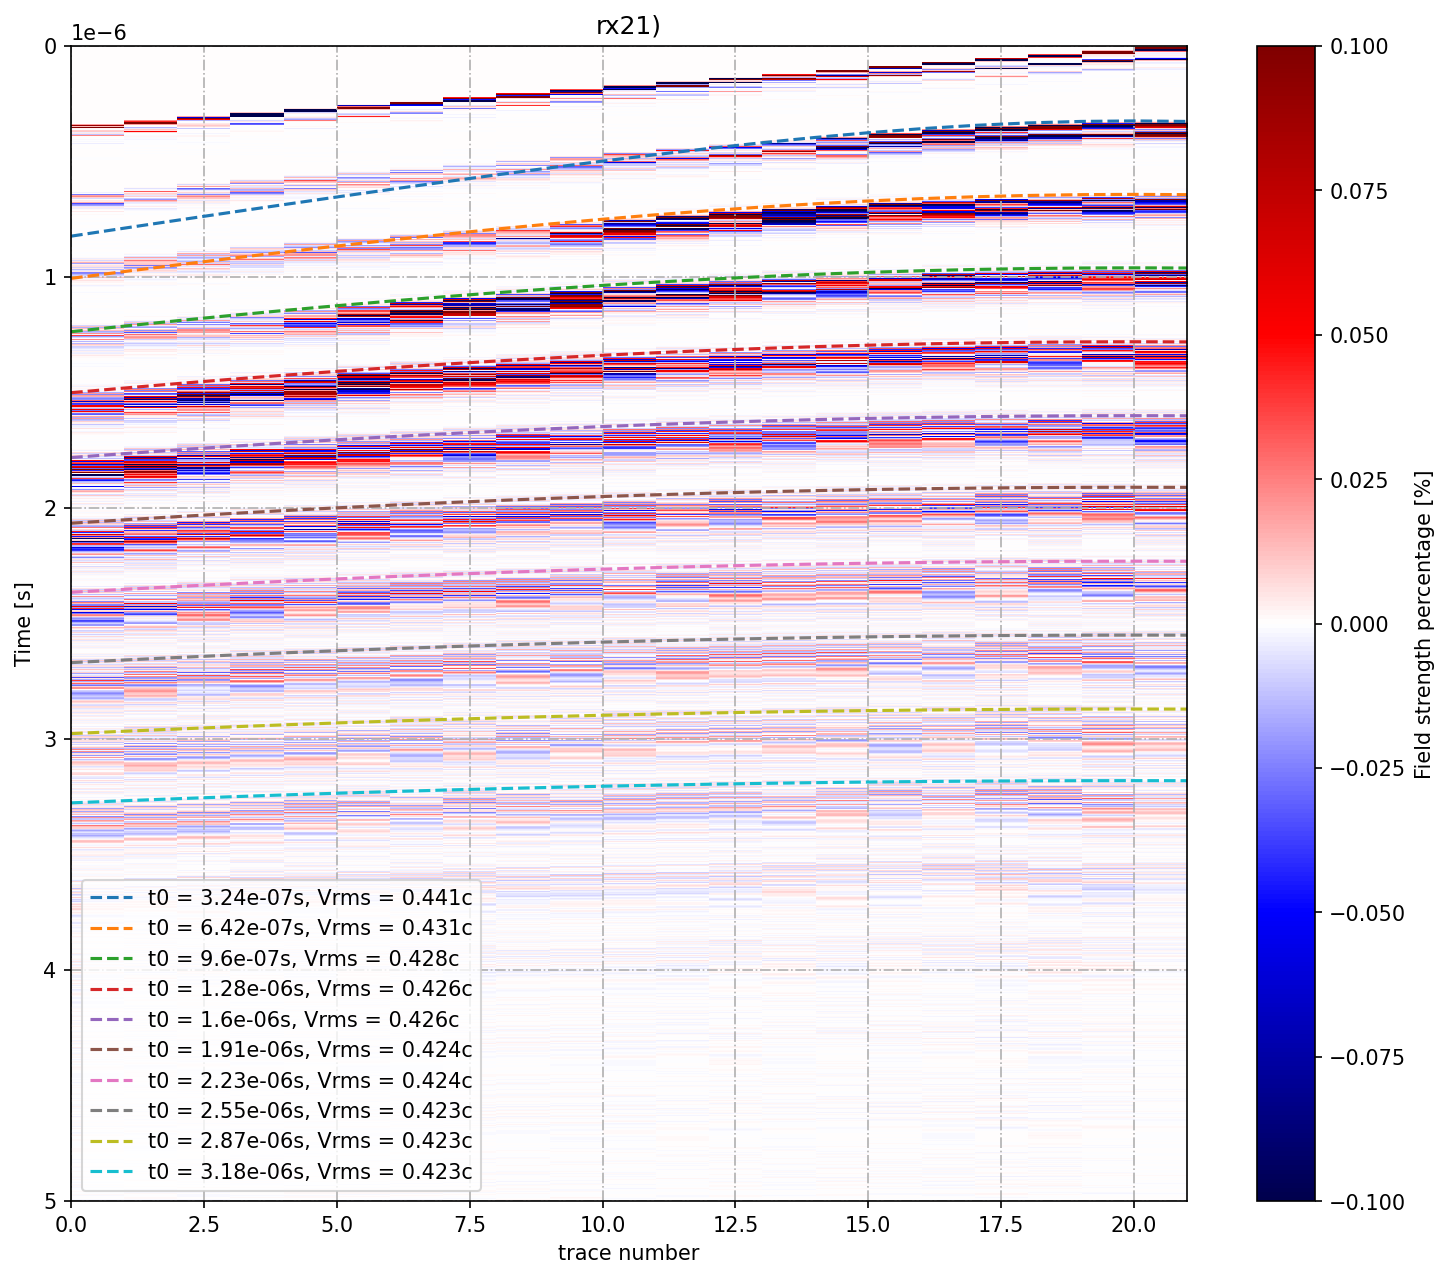 rx21)
1e−6
0
1
2
3
4
5
Time [s]
0.0 2.5 5.0 7.5 10.0 12.5 15.0 17.5 20.0
trace number
t0 = 3.24e-07s, Vrms = 0.441c
t0 = 6.42e-07s, Vrms = 0.431c
t0 = 9.6e-07s, Vrms = 0.428c
t0 = 1.28e-06s, Vrms = 0.426c
t0 = 1.6e-06s, Vrms = 0.426c
t0 = 1.91e-06s, Vrms = 0.424c
t0 = 2.23e-06s, Vrms = 0.424c
t0 = 2.55e-06s, Vrms = 0.423c
t0 = 2.87e-06s, Vrms = 0.423c
t0 = 3.18e-06s, Vrms = 0.423c
0.100
0.075
0.050
0.025
0.000
−0.025
−0.050
−0.075
−0.100
Field strength percentage [%]